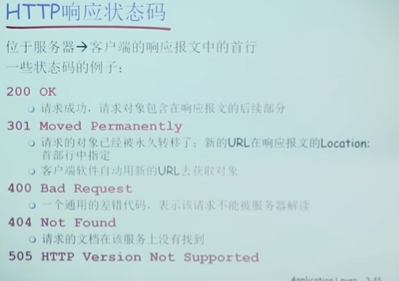 HTTP响应状态码
位于服务器→客户端的响应报文中的首行
一些状态码的例子：
200 OK
请求成功，请求对象包含在响应报文的后续部分
301 Moved Permanently
请求的对象已经被永久转移了；新的URL在响应报文的Location:
首部行中指定
客户端软件自动用新的URL去获取对象
400 Bad Request
一个通用的差错代码，表示该请求不能被服务器解读
404 Not Found
请求的文档在该服务上没有找到
505 HTTP Version Not Supported
Application Layer